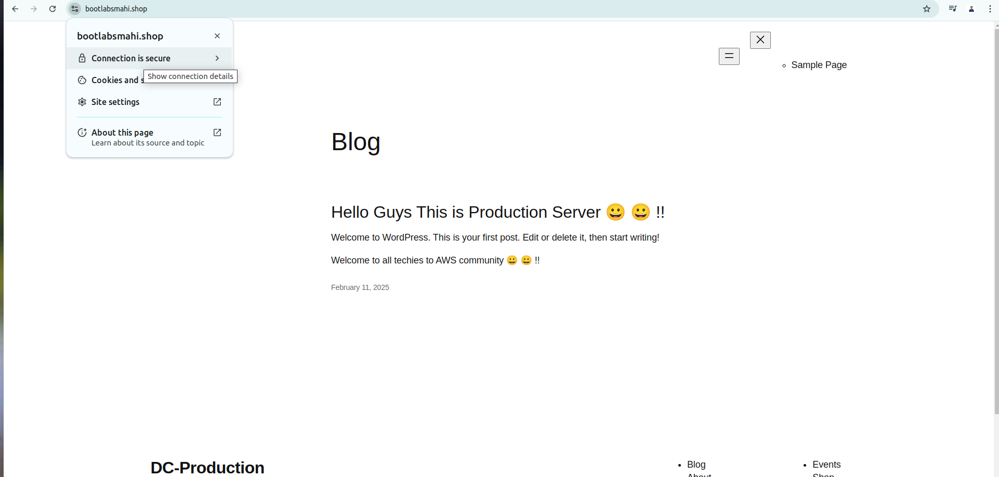 bootlabsmahi.shop
bootlabsmahi.shop
Connection is secure
Show connection details
Cookies and s
Site settings
About this page
Learn about its source and topic
Sample Page
Blog
Hello Guys This is Production Server 😀 😀 !!
Welcome to WordPress. This is your first post. Edit or delete it, then start writing!
Welcome to all techies to AWS community 😀 😀 !!
February 11, 2025
DC-Production
Blog
Events
About
Shop